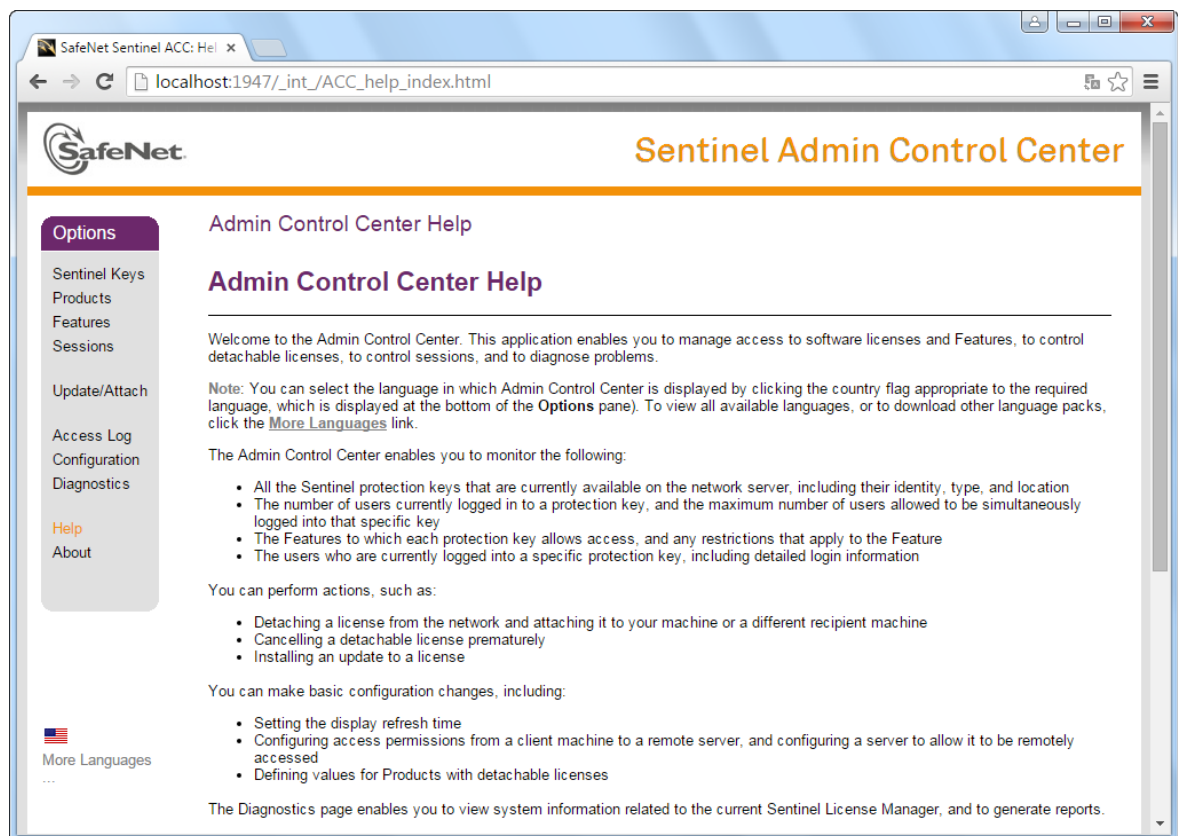 SafeNet Sentinel ACC: Hel
localhost:1947/_int_/ACC_help_index.html
SafeNet.
Sentinel Admin Control Center
Options
Sentinel Keys
Products
Features
Sessions
Update/Attach
Access Log
Configuration
Diagnostics
Help
About
More Languages
...
Admin Control Center Help
Admin Control Center Help
Welcome to the Admin Control Center. This application enables you to manage access to software licenses and Features, to control
detachable licenses, to control sessions, and to diagnose problems.
Note: You can select the language in which Admin Control Center is displayed by clicking the country flag appropriate to the required
language, which is displayed at the bottom of the Options pane). To view all available languages, or to download other language packs,
click the More Languages link.
The Admin Control Center enables you to monitor the following:
• All the Sentinel protection keys that are currently available on the network server, including their identity, type, and location
• The number of users currently logged in to a protection key, and the maximum number of users allowed to be simultaneously
logged into that specific key
• The Features to which each protection key allows access, and any restrictions that apply to the Feature
• The users who are currently logged into a specific protection key, including detailed login information
You can perform actions, such as:
• Detaching a license from the network and attaching it to your machine or a different recipient machine
• Cancelling a detachable license prematurely
• Installing an update to a license
You can make basic configuration changes, including:
• Setting the display refresh time
• Configuring access permissions from a client machine to a remote server, and configuring a server to allow it to be remotely
accessed
• Defining values for Products with detachable licenses
The Diagnostics page enables you to view system information related to the current Sentinel License Manager, and to generate reports.